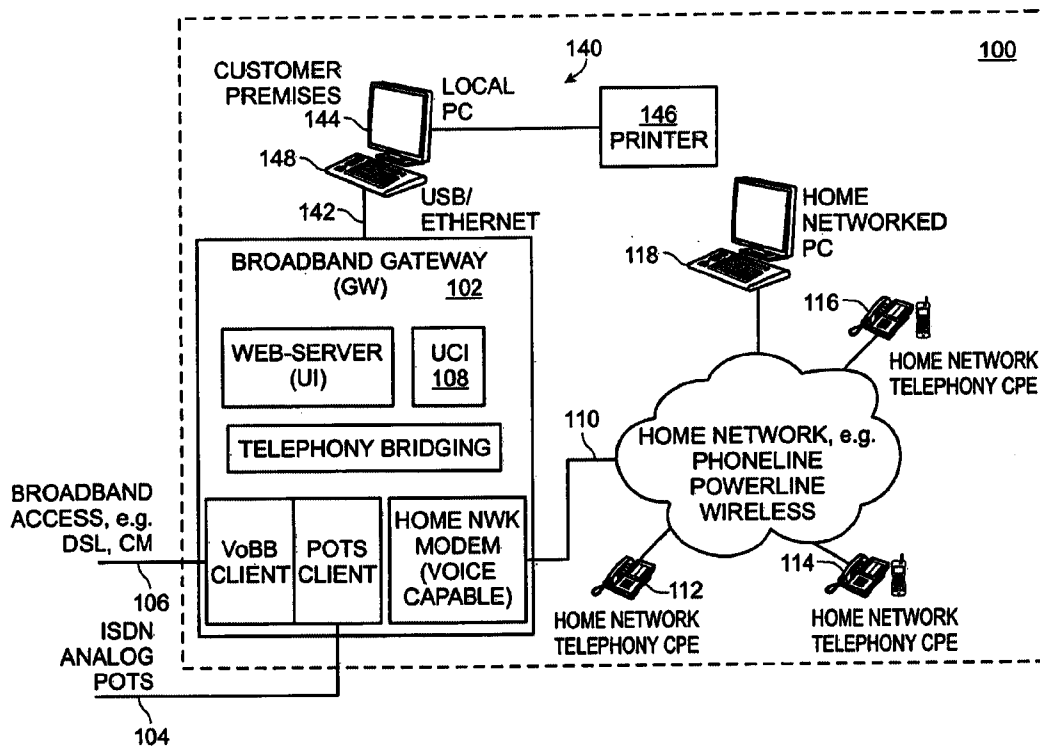 100
140
CUSTOMER
PREMISES
LOCAL
PC
144
146
PRINTER
148
USB/
ETHERNET
142
HOME
NETWORKED
PC
118
BROADBAND GATEWAY
(GW) 102
116
WEB-SERVER
(UI)
UCI
108
HOME NETWORK
TELEPHONY CPE
TELEPHONY BRIDGING
110
HOME NETWORK, e.g.
PHONELINE
POWERLINE
WIRELESS
BROADBAND
ACCESS, e.g.
DSL, CM
VoBB
CLIENT
POTS
CLIENT
HOME NWK
MODEM
(VOICE
CAPABLE)
106
112
HOME NETWORK
TELEPHONY CPE
114
HOME NETWORK
TELEPHONY CPE
ISDN
ANALOG
POTS
104